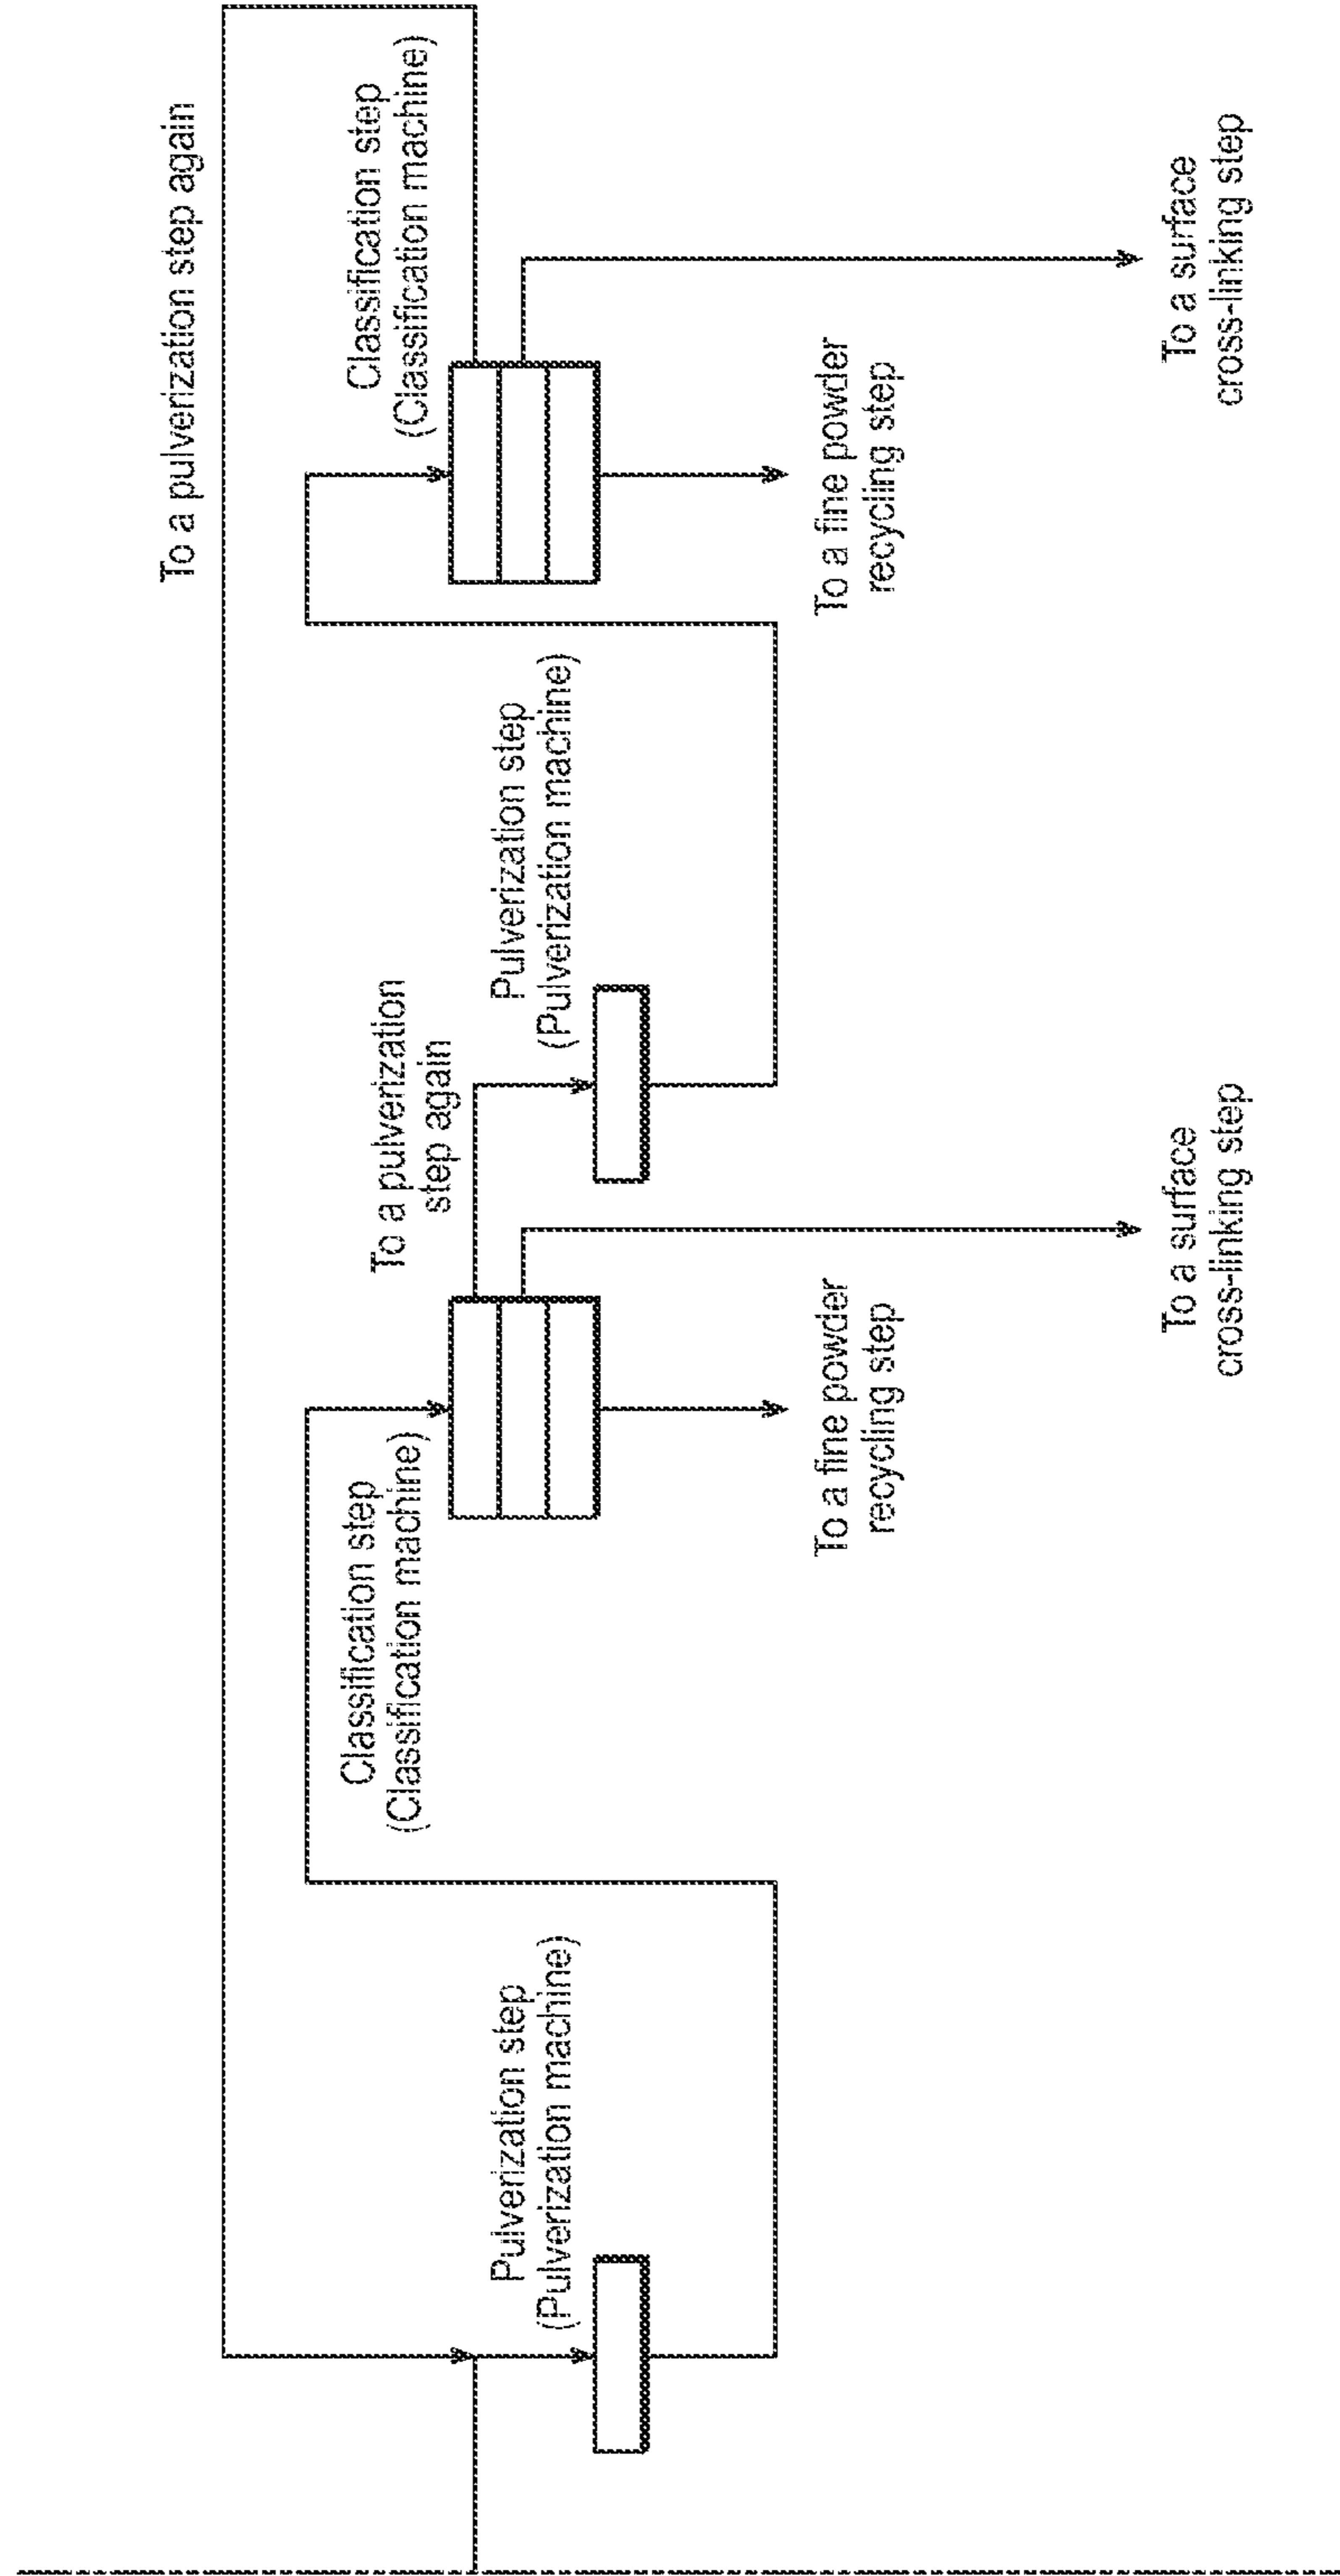 To a pulverization step again
Pulverization step
(Pulverization machine)
Classification step
(Classification machine)
To a pulverization
step again
Pulverization step
(Pulverization machine)
Classification step
(Classification machine)
To a fine powder
recycling step
To a fine powder
recycling step
To a surface
cross-linking step
To a surface
cross-linking step